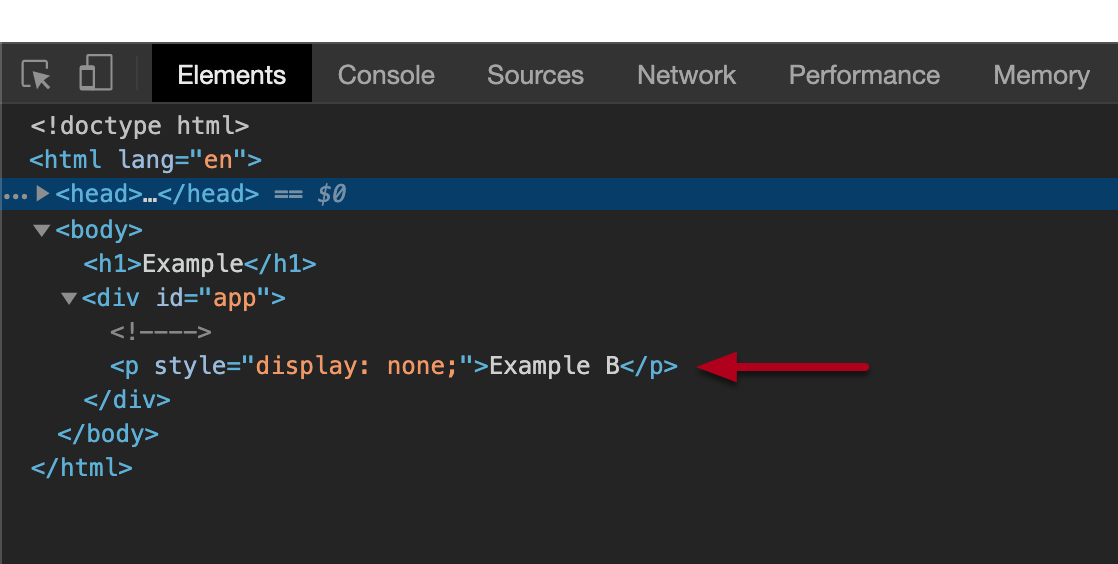 Elements Console Sources Network Performance Memory
<!doctype html>
<html lang="en">
… <head>…</head> == $0
<body>
<h1>Example</h1>
<div id="app">
<!---->
<p style="display: none;">Example B</p>
</div>
</body>
</html>